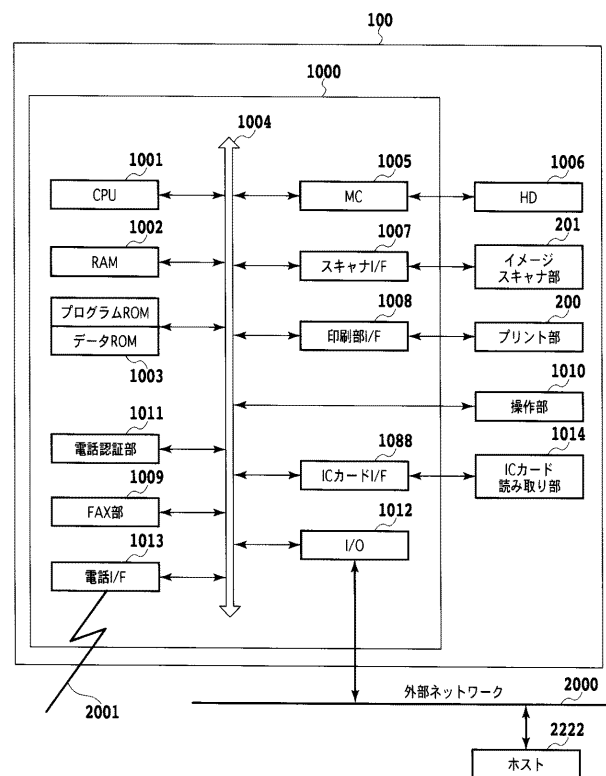 100
1000
1004
1001
CPU
1005
MC
1006
HD
1002
RAM
1007
スキャナI/F
201
イメージ
スキャナ部
プログラムROM
データROM
1003
1008
印刷部I/F
200
プリント部
1010
操作部
1011
電話認証部
1088
ICカードI/F
1014
ICカード
読み取り部
1009
FAX部
1012
I/O
1013
電話I/F
2001
外部ネットワーク
2000
2222
ホスト